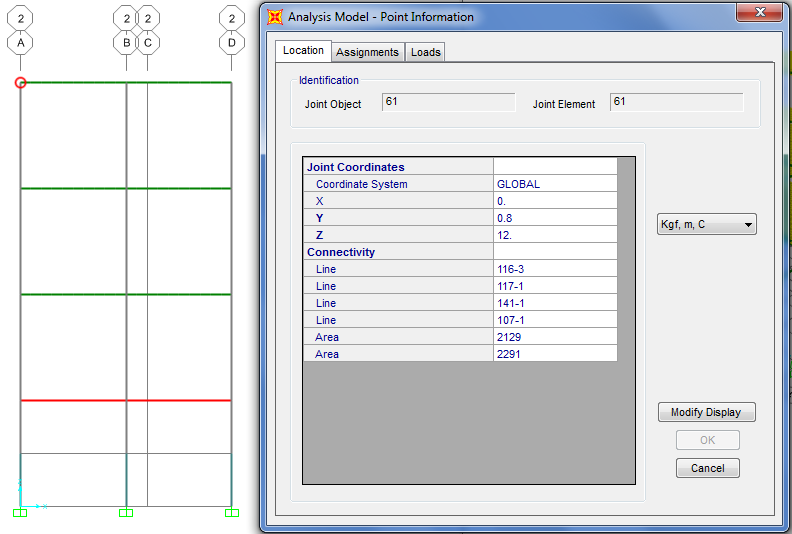 2 2 2 2
A B C D
X
Analysis Model - Point Information
Location Assignments Loads
Identification
Joint Object 61 Joint Element 61
Joint Coordinates
Coordinate System GLOBAL
X 0.
Y 0.8
Z 12.
Connectivity
Line 116-3
Line 117-1
Line 141-1
Line 107-1
Area 2129
Area 2291
Kgf, m, C
Modify Display
OK
Cancel